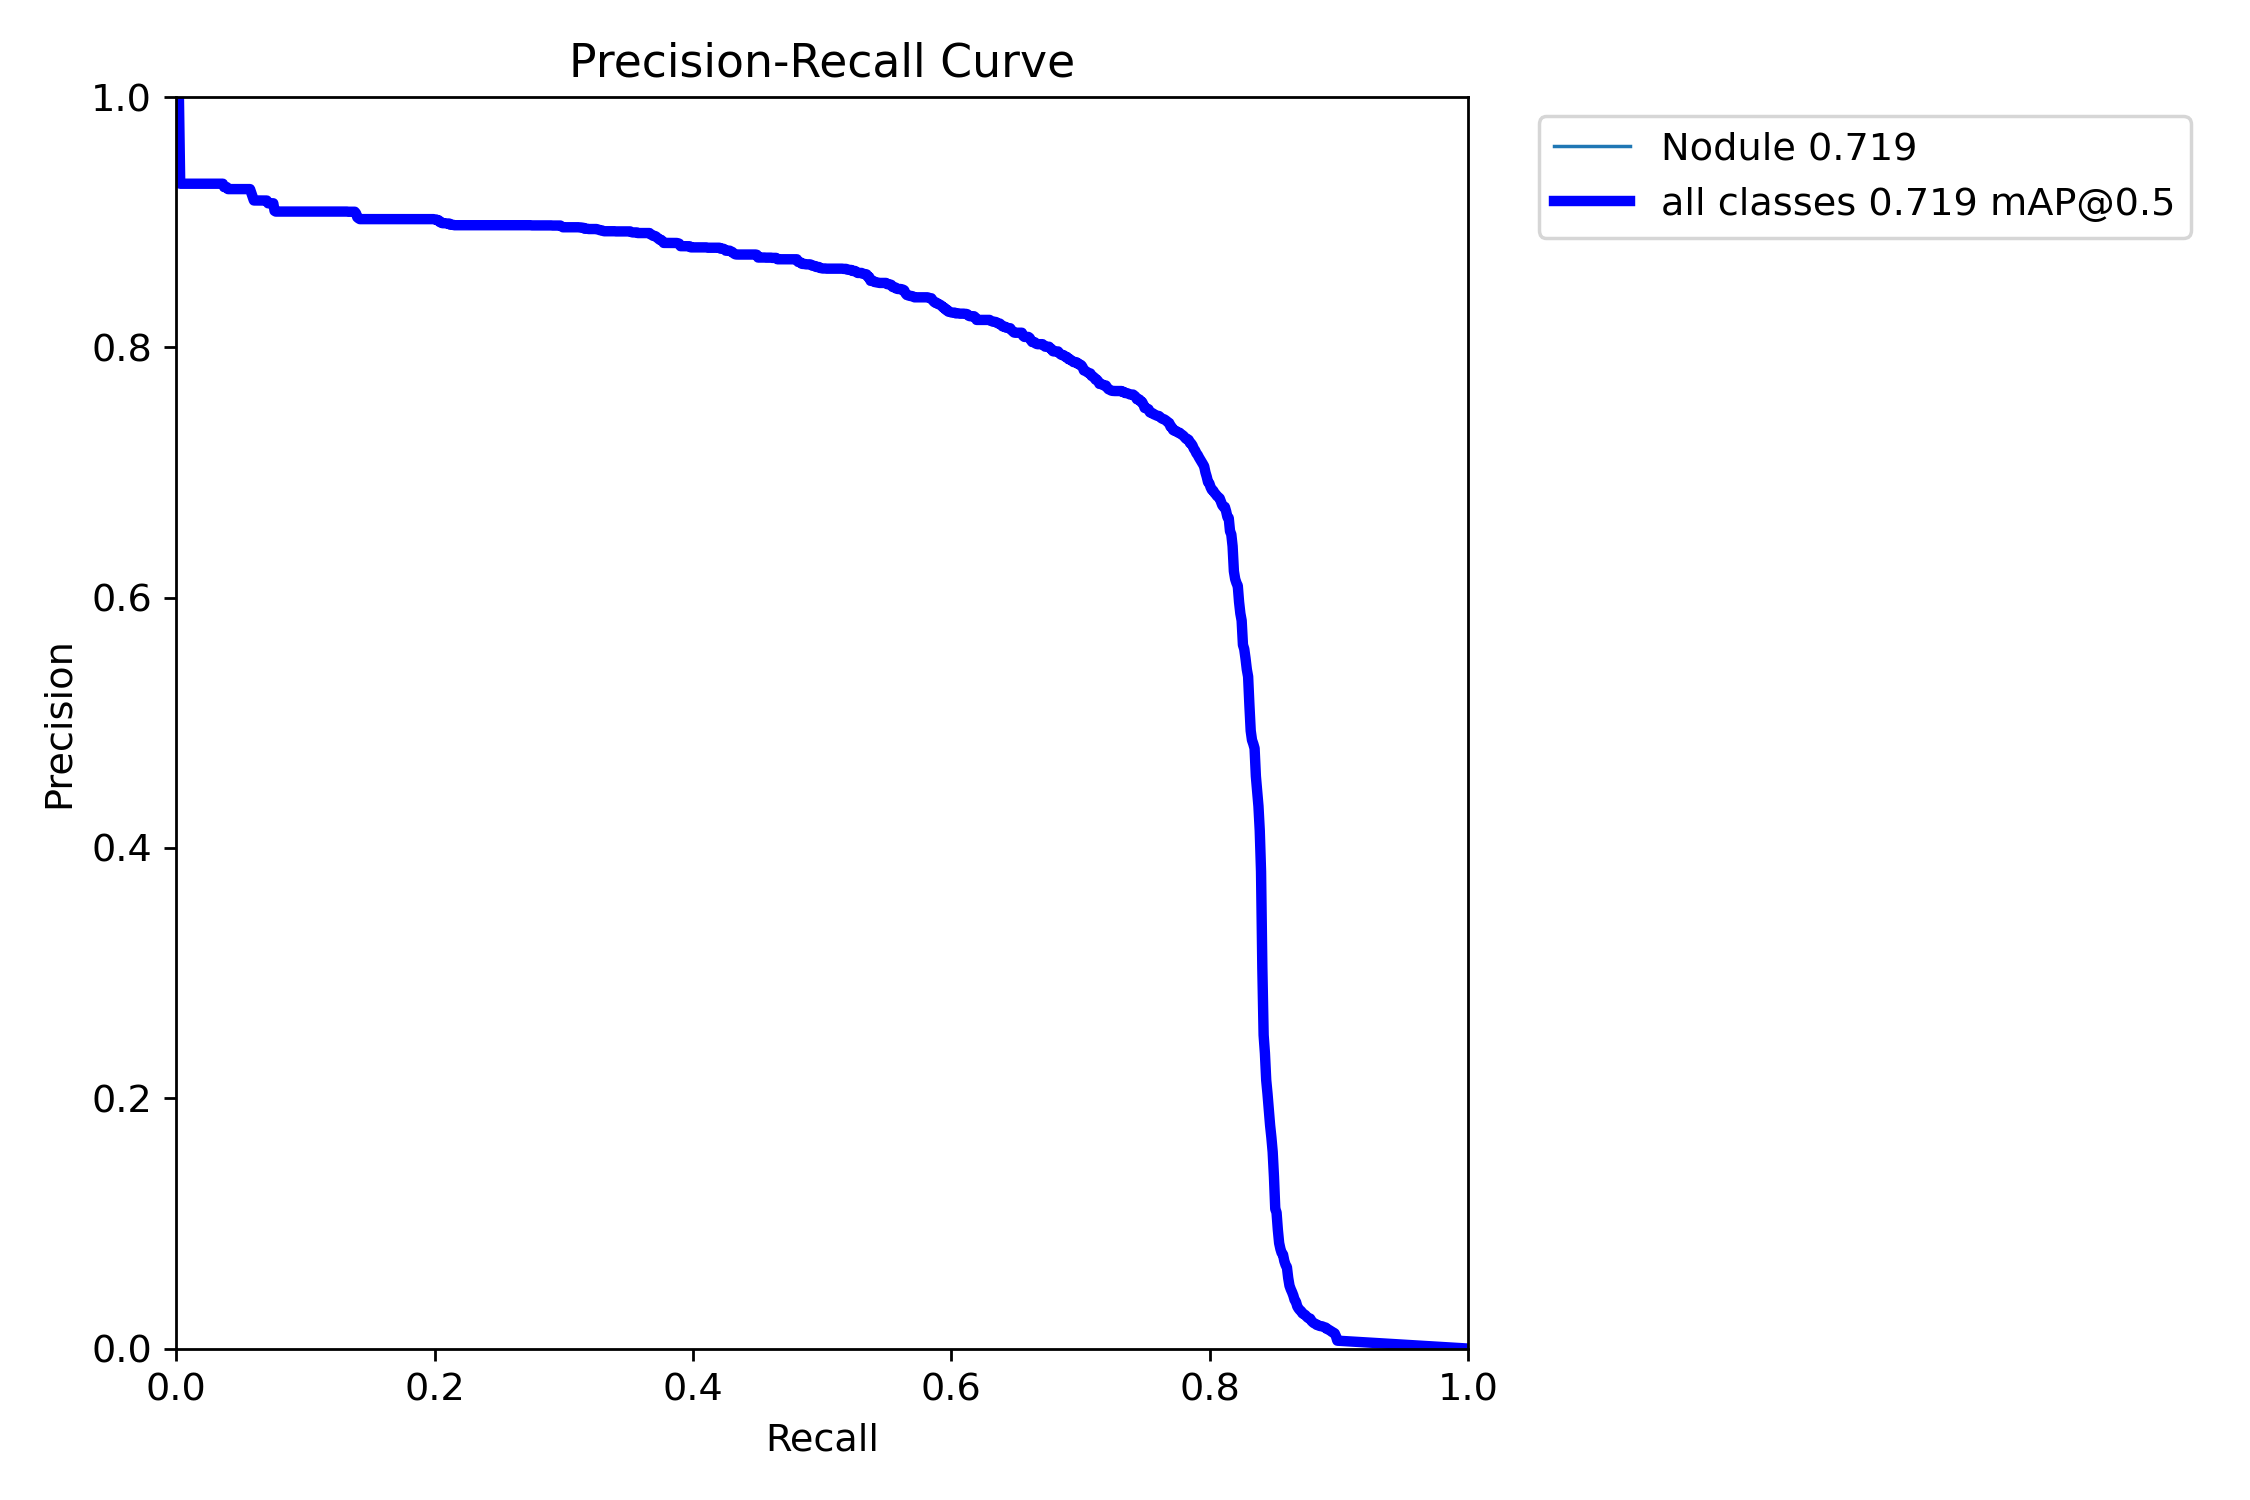 Precision-Recall Curve
1.0
0.8
0.6
0.4
0.2
0.0
Precision
0.0 0.2 0.4 0.6 0.8 1.0
Recall
Nodule 0.719
all classes 0.719 mAP@0.5